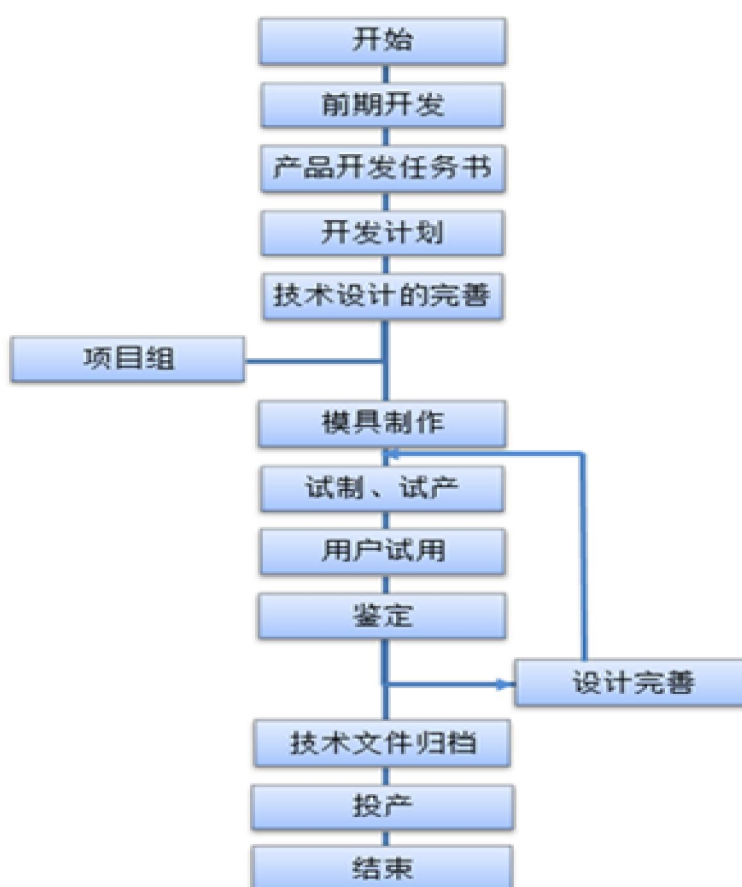 开始
前期开发
产品开发任务书
开发计划
技术设计的完善
项目组
模具制作
试制、试产
用户试用
鉴定
设计完善
技术文件归档
投产
结束